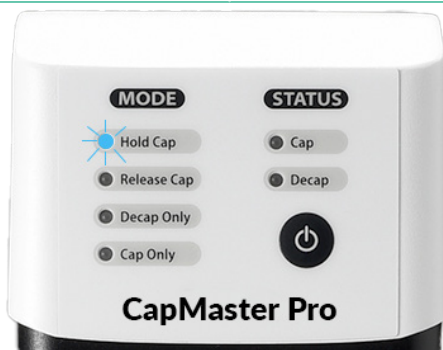 MODE
Hold Cap
Release Cap
Decap Only
Cap Only
STATUS
Cap
Decap
CapMaster Pro